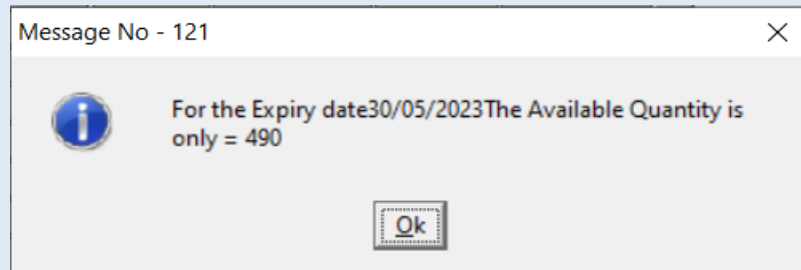 Message No - 121
For the Expiry date30/05/2023The Available Quantity is
only = 490
Ok